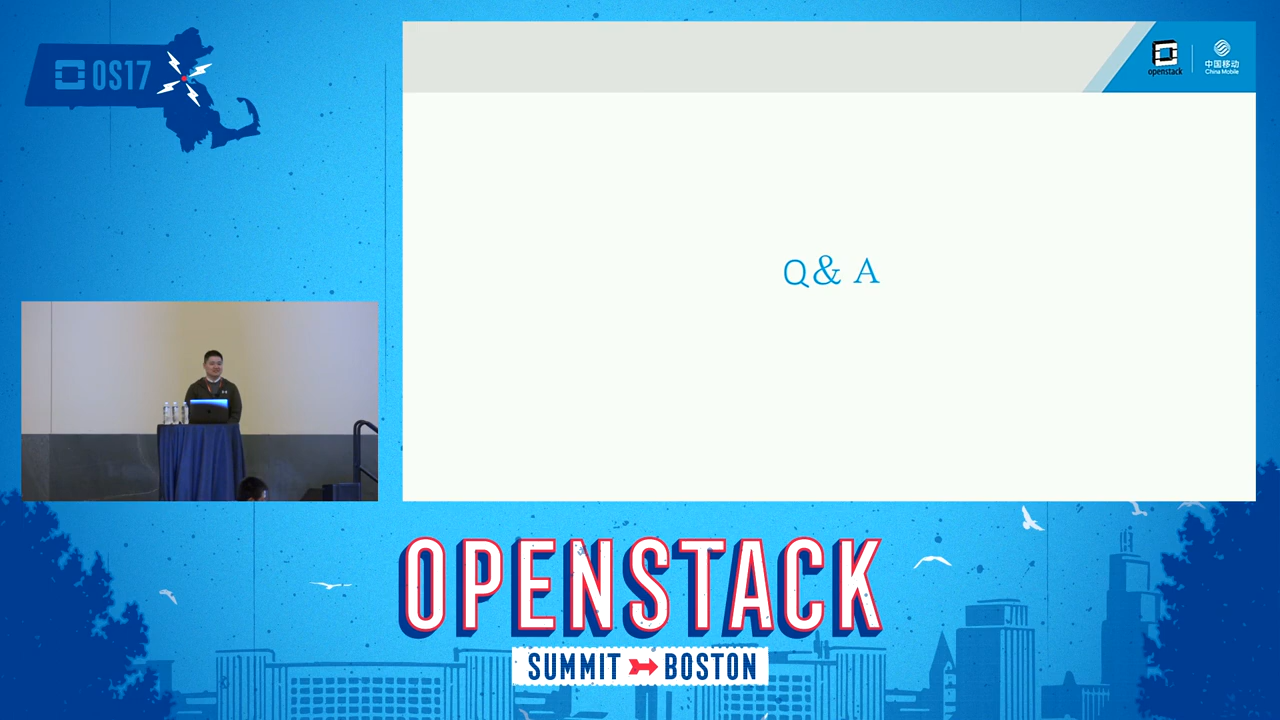 OS17
openstack
中国移动
China Mobile
Q & A
OPENSTACK
SUMMIT BOSTON